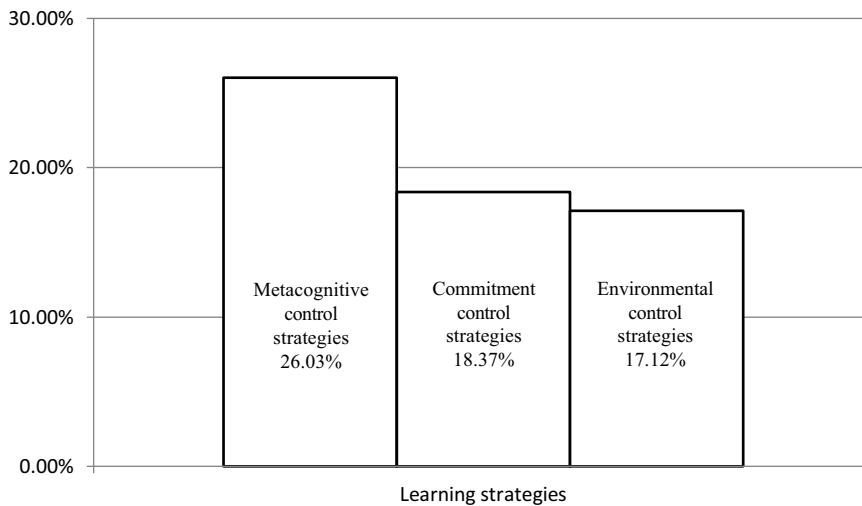 30.00%
20.00%
10.00%
0.00%
Metacognitive
control
strategies
26.03%
Commitment
control
strategies
18.37%
Environmental
control
strategies
17.12%
Learning strategies